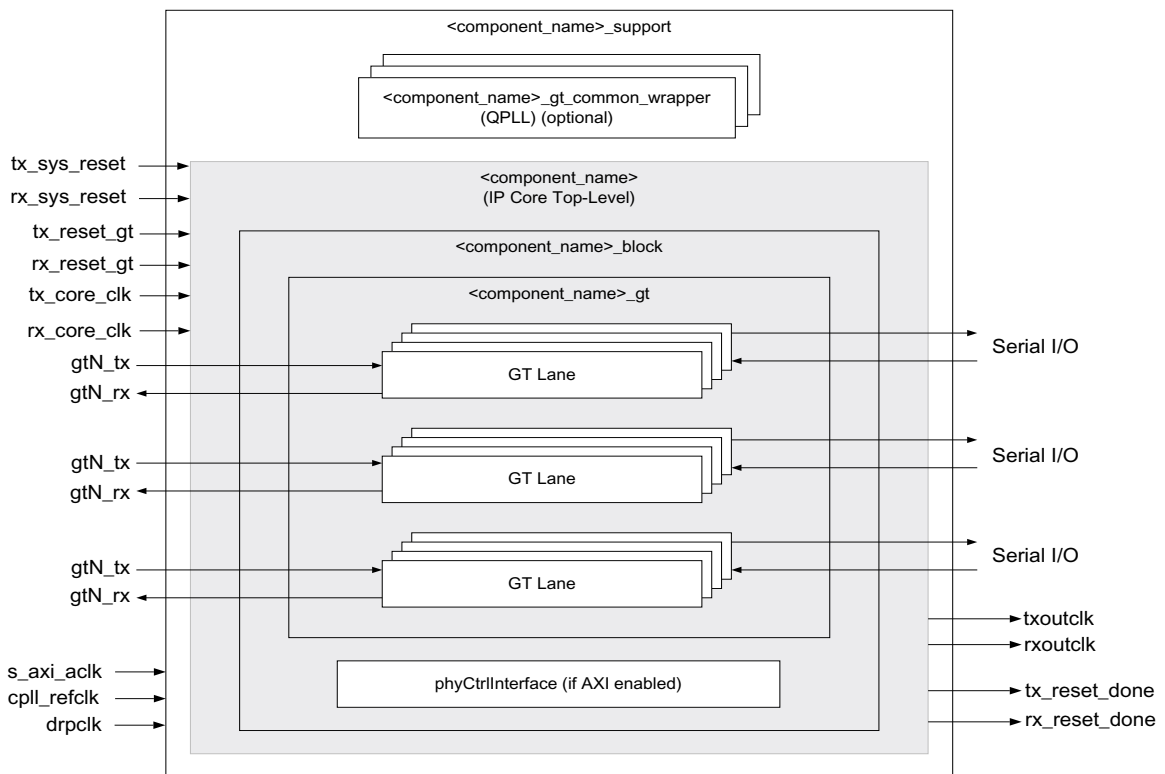 <component_name>_support
<component_name>_gt_common_wrapper
(QPLL) (optional)
tx_sys_reset
rx_sys_reset
tx_reset_gt
rx_reset_gt
tx_core_clk
rx_core_clk
<component_name>
(IP Core Top-Level)
<component_name>_block
<component_name>_gt
gtN_tx
gtN_rx
GT Lane
Serial I/O
gtN_tx
gtN_rx
GT Lane
Serial I/O
gtN_tx
gtN_rx
GT Lane
Serial I/O
txoutclk
rxoutclk
s_axi_aclk
cpll_refclk
drpclk
phyCtrlInterface (if AXI enabled)
tx_reset_done
rx_reset_done